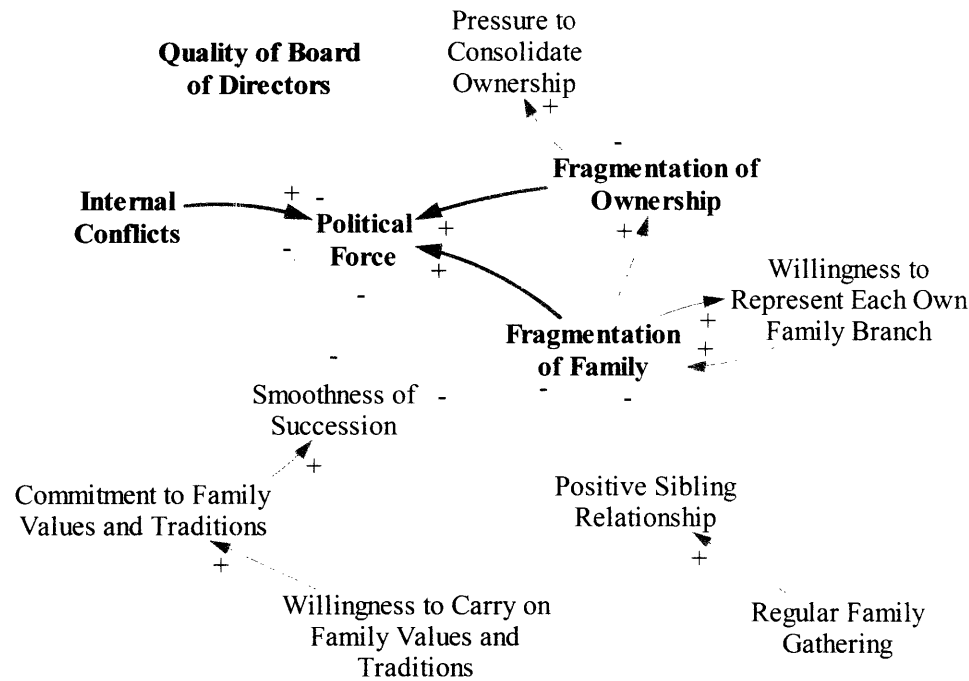 Pressure to
Consolidate
Ownership
Quality of Board
of Directors
+
-
Fragmentation of
Ownership
+
Internal
Conflicts
+
-
Political
Force
+
-
+
-
Willingness to
Represent Each Own
Family Branch
+
+
Fragmentation
of Family
-
-
-
-
Smoothness of
Succession
+
Commitment to Family
Values and Traditions
+
Positive Sibling
Relationship
+
Willingness to Carry on
Family Values and
Traditions
Regular Family
Gathering